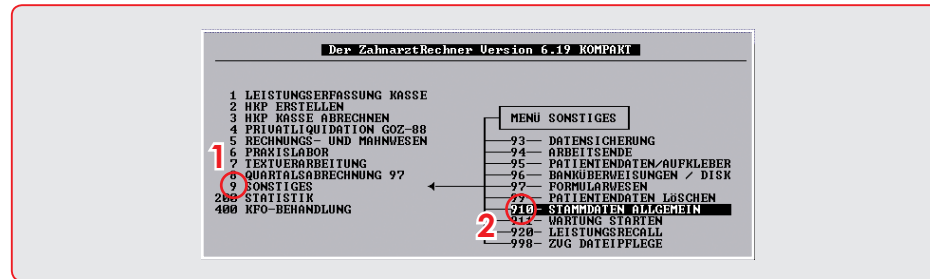 Der ZahnarztRechner Version 6.19 KOMPAKT
1 LEISTUNGSERFASSUNG KASSE
2 HKP ERSTELLEN
3 HKP KASSE ABRECHNEN
4 PRIVATLIQUIDATION GOZ-88
5 RECHNUNGS- UND MAHNWESEN
6 PRAXISLABOR
7 TEXTVERARBEITUNG
8 QUARTALSABRECHNUNG 97
9 SONSTIGES
200 STATISTIK
400 KFO-BEHANDLUNG
1
MENÜ SONSTIGES
93— DATENSICHERUNG
94— ARBEITSENDE
95— PATIENTENDATEN/AUFKLEBER
96— BANKÜBERWEISUNGEN / DISK
97— FORMULARWESEN
99— PATIENTENDATEN LöSCHEN
910— STAMMDATEN ALLGEMEIN
911— WARTUNG STARTEN
920— LEISTUNGSRECALL
998— ZVG DATEIPFLEGE
2